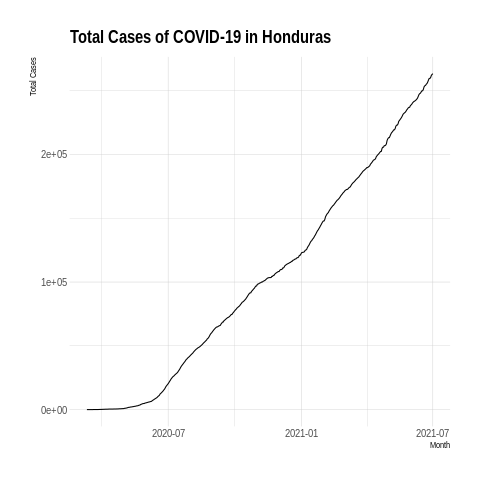 Total Cases of COVID-19 in Honduras
Total Cases
2e+05
1e+05
0e+00
2020-07 2021-01 2021-07
Month